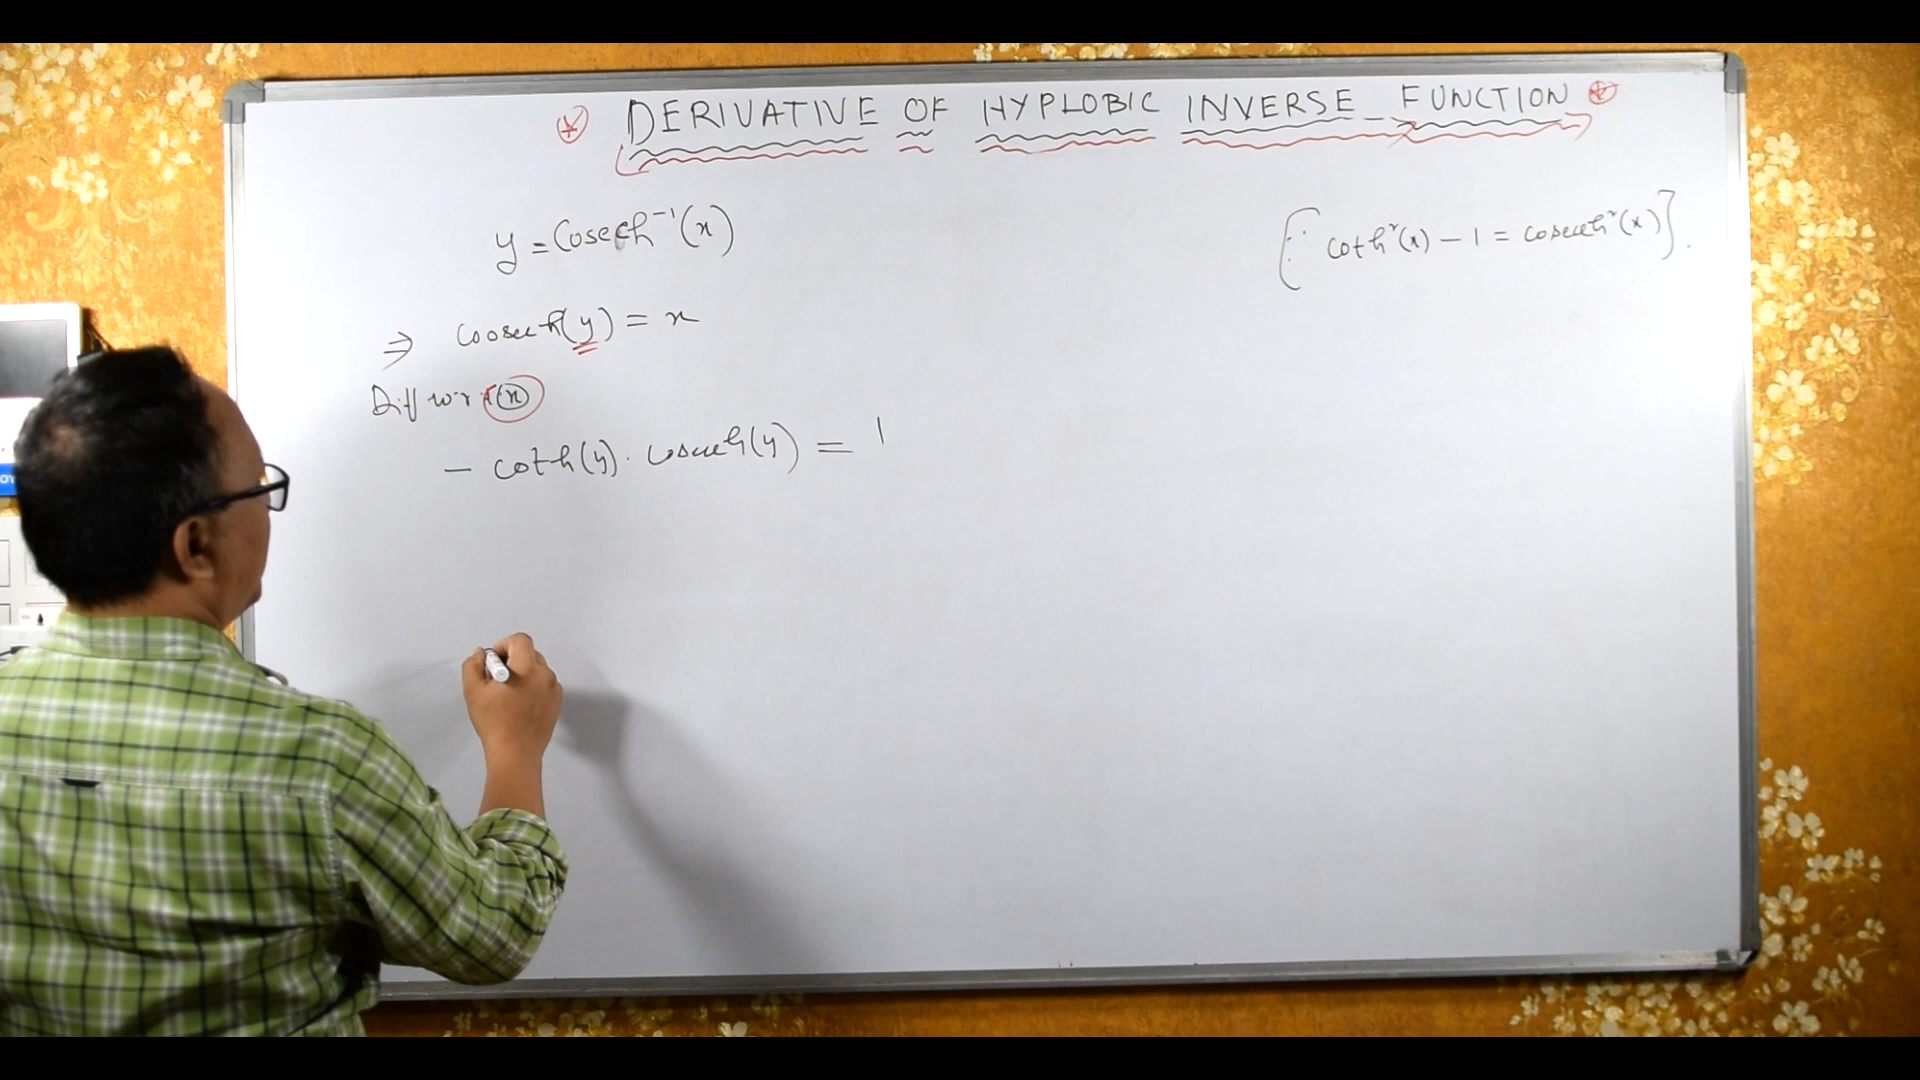 DERIVATIVE OF HYPLOBIC INVERSE FUNCTION
y = Cosech⁻¹(x)
[∵ coth²(x) − 1 = cosech²(x)].
⇒ Cosech(y) = x
Diff w.r.t (x)
− coth(y). cosech(y) = 1